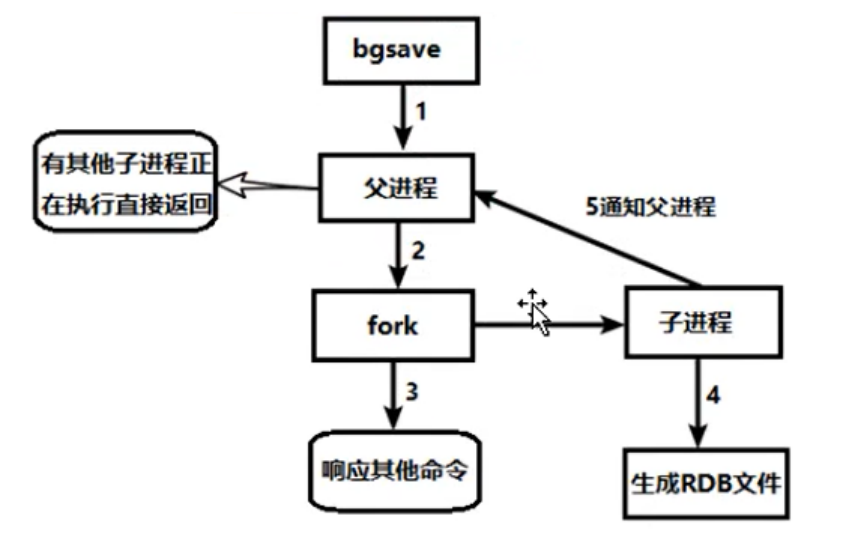 bgsave
1
有其他子进程正
在执行直接返回
父进程
5通知父进程
2
fork
子进程
3
4
响应其他命令
生成RDB文件